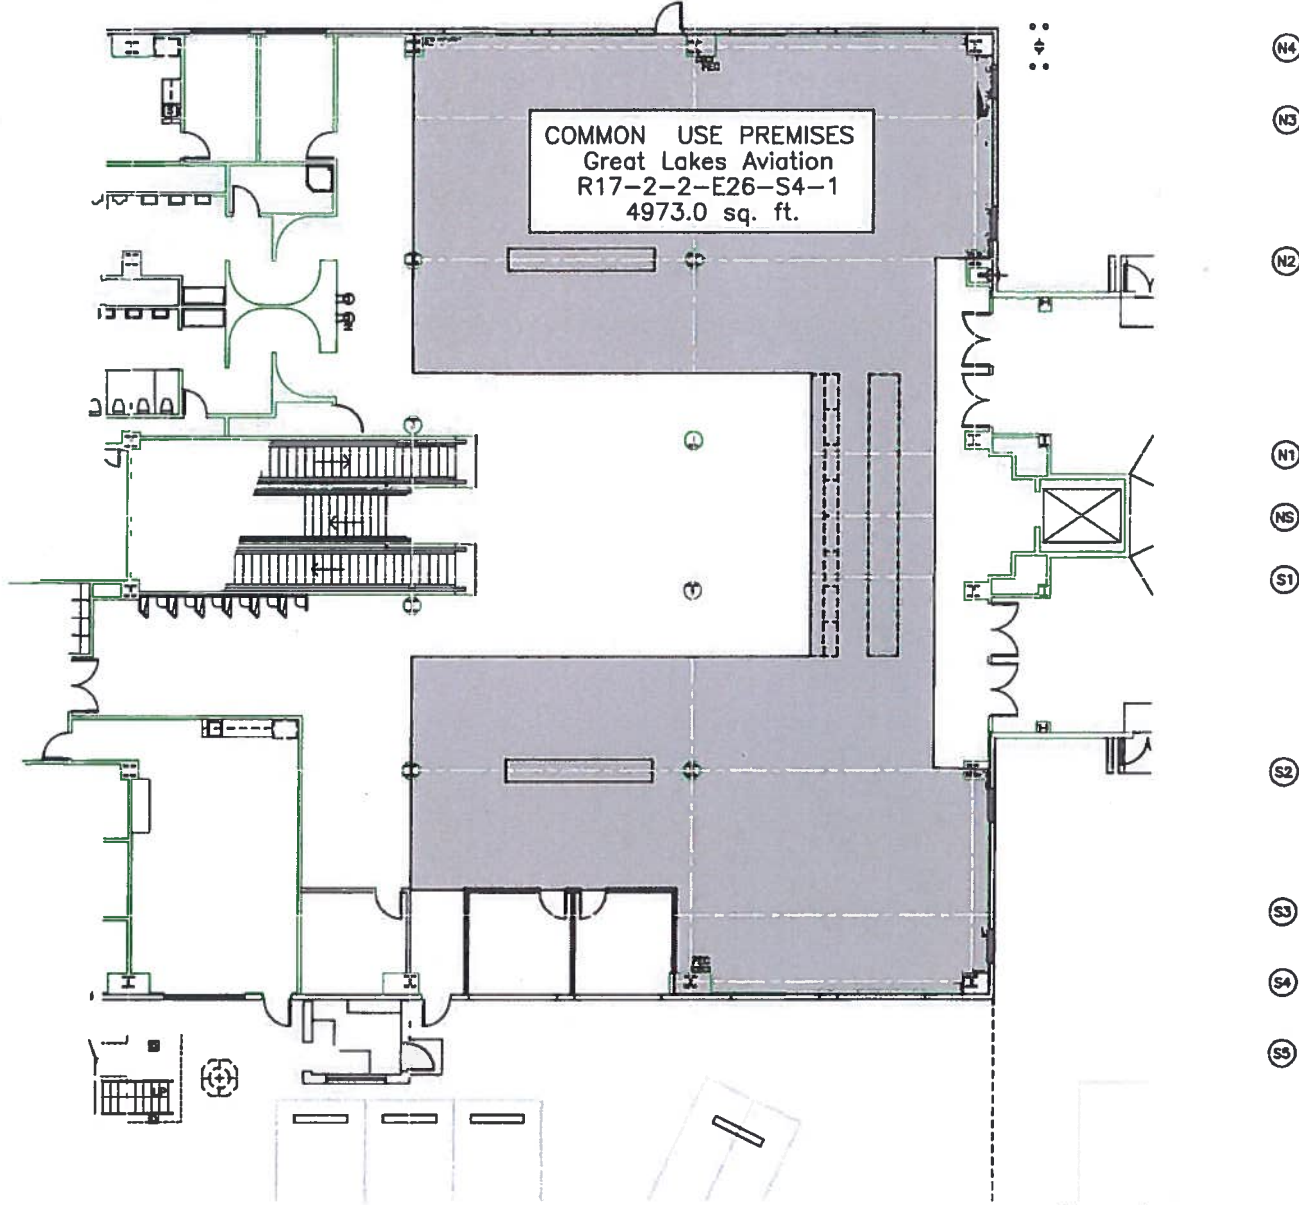 N4
COMMON USE PREMISES
Great Lakes Aviation
R17-2-2-E26-S4-1
4973.0 sq. ft.
N3
N2
N1
NS
S1
S2
S3
S4
S5
UP